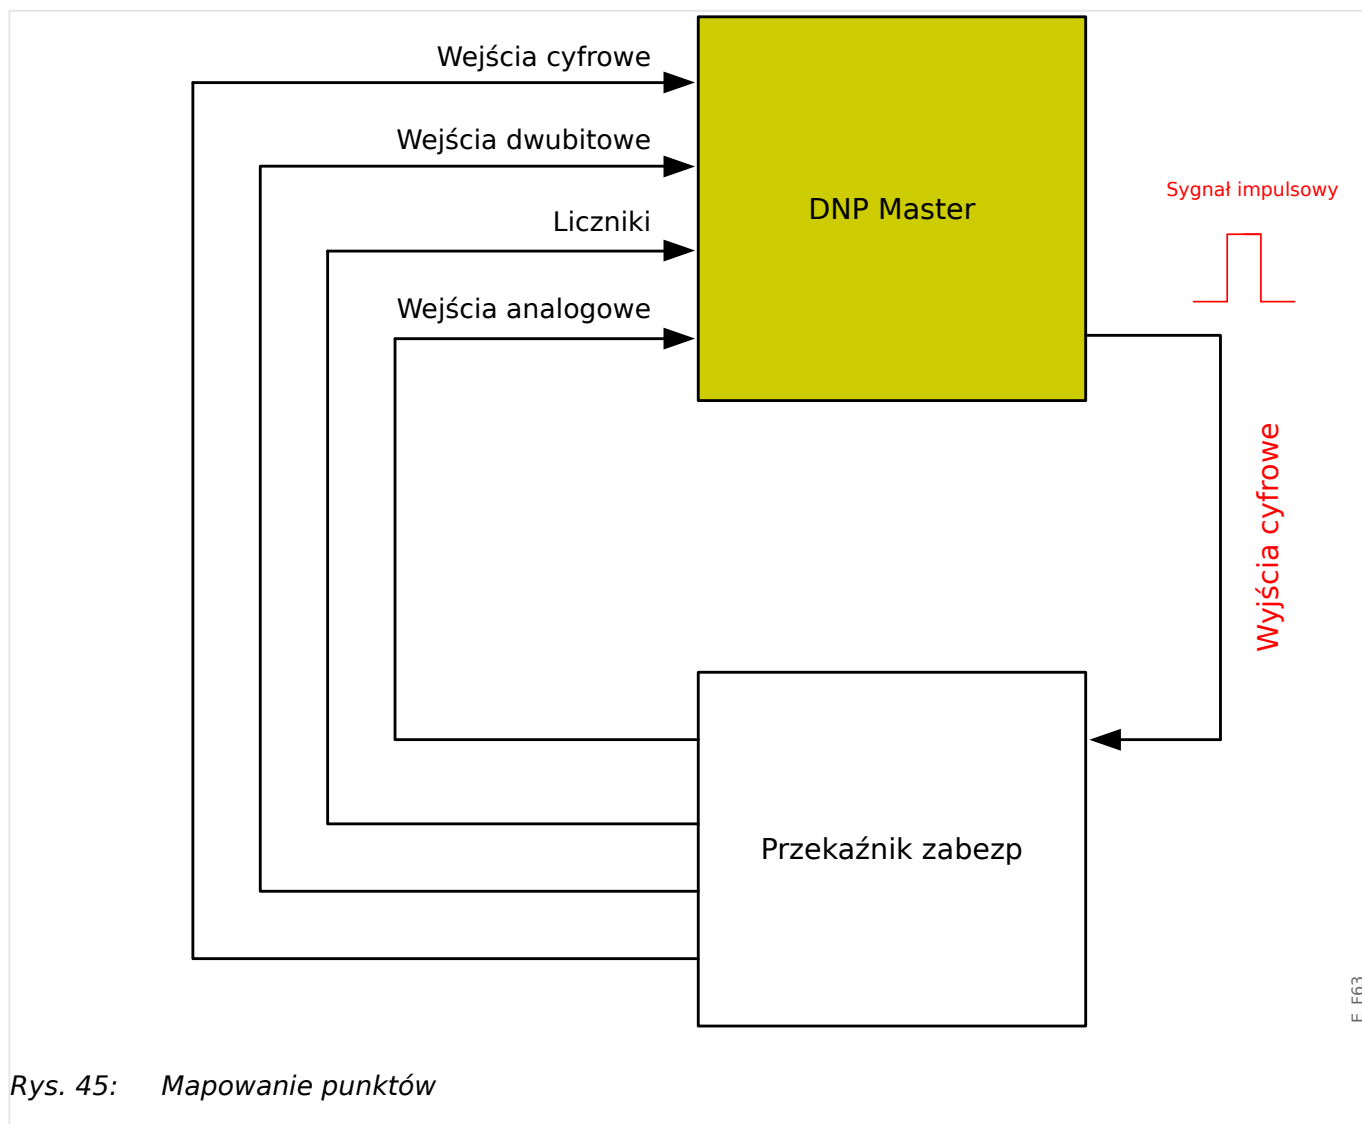 Wejścia cyfrowe
Wejścia dwubitowe
Liczniki
Wejścia analogowe
DNP Master
Sygnał impulsowy
Wyjścia cyfrowe
Przekaźnik zabezp
E_F63
Rys. 45: Mapowanie punktów